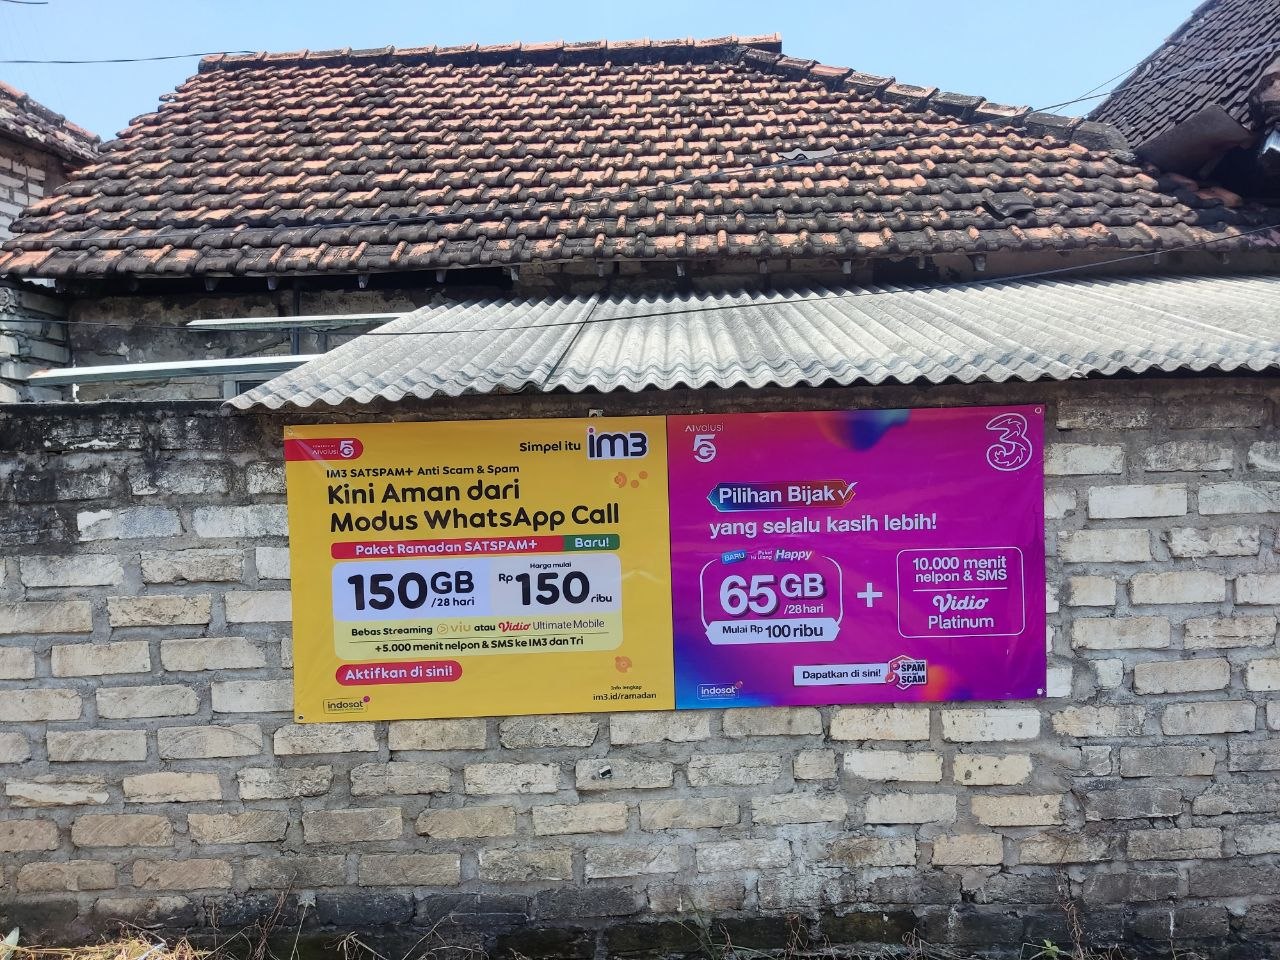 POWERED BY
AIVOLUSI 5G
Simpel itu im3
IM3 SATSPAM+ Anti Scam & Spam
Kini Aman dari
Modus WhatsApp Call
Paket Ramadan SATSPAM+ Baru!
150GB /28 hari
Harga mulai
Rp 150 ribu
Bebas Streaming viu atau Vidio Ultimate Mobile
+5.000 menit nelpon & SMS ke IM3 dan Tri
Aktifkan di sini!
indosat
Info lengkap
im3.id/ramadan
AIVOLUSI
5G
3
Pilihan Bijak
yang selalu kasih lebih!
BARU Happy
65GB /28 hari
Mulai Rp 100 ribu
+
10.000 menit
nelpon & SMS
Vidio
Platinum
Dapatkan di sini!
SPAM
SCAM
indosat